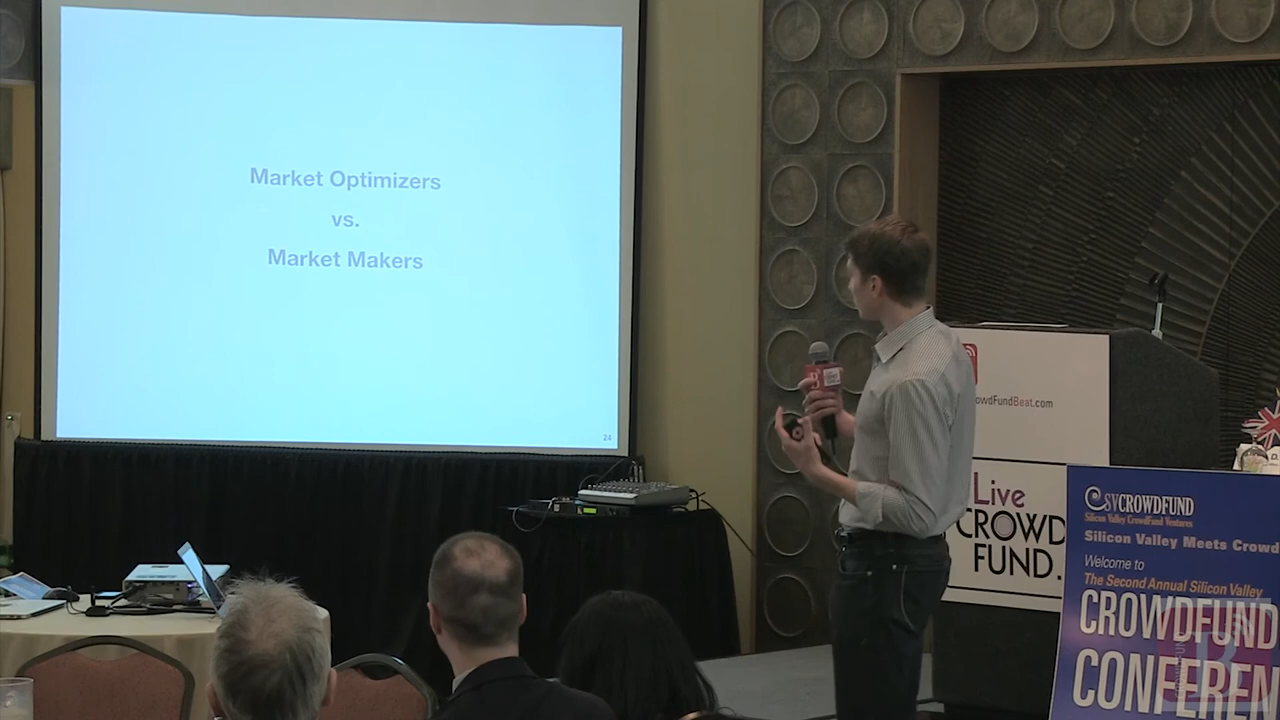 Market Optimizers
vs.
Market Makers
24
owdFundBeat.com
Live
CROWD
FUND.
SVCROWDFUND
Silicon Valley CrowdFund Ventures
Silicon Valley Meets Crowd
Welcome to
The Second Annual Silicon Valley
CROWDFUND
CONFEREN
B